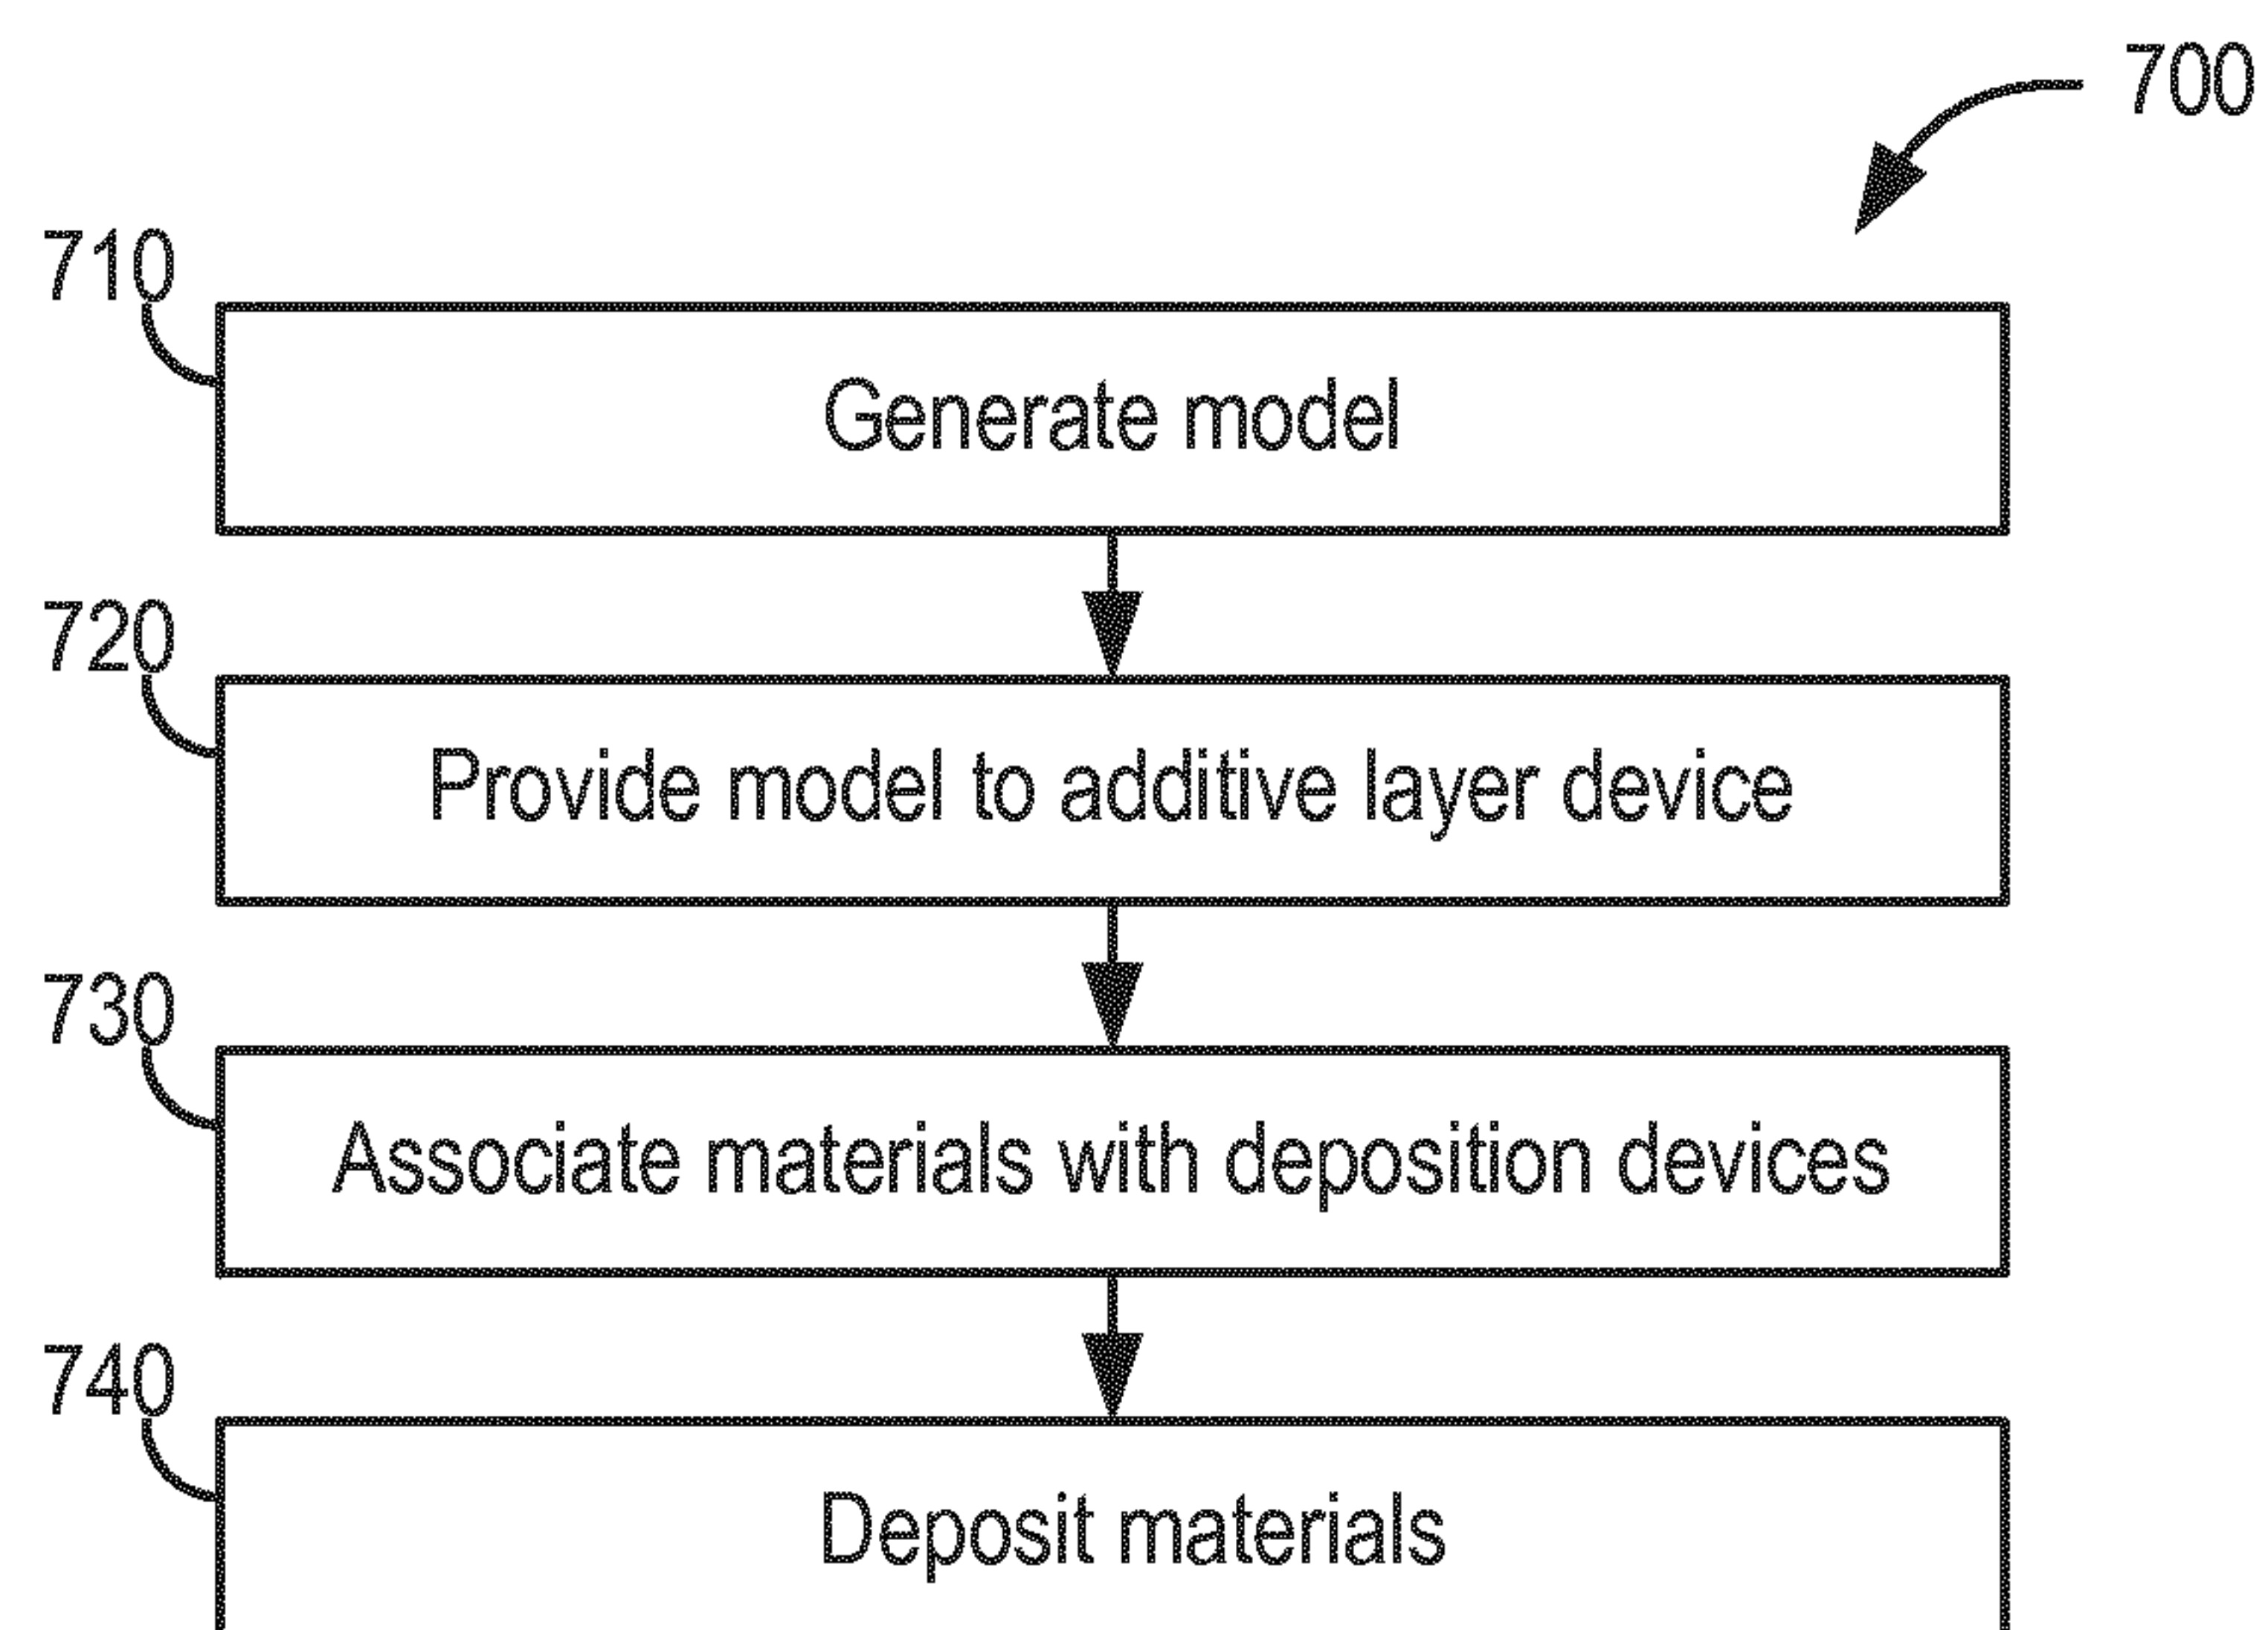 700
710
Generate model
720
Provide model to additive layer device
730
Associate materials with deposition devices
740
Deposit materials